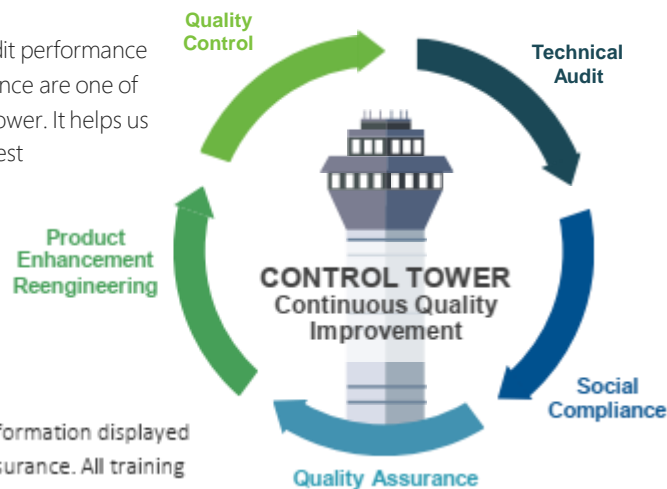 Quality
Control
dit performance
nce are one of
ower. It helps us
est
Technical
Audit
Product
Enhancement
Reengineering
CONTROL TOWER
Continuous Quality
Improvement
Social
Compliance
formation displayed
surance. All training
Quality Assurance